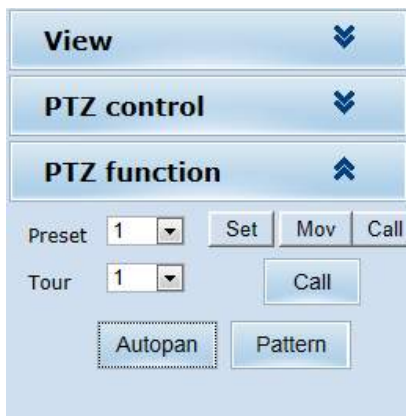 View
PTZ control
PTZ function
Preset 1 Set Mov Call
Tour 1 Call
Autopan Pattern